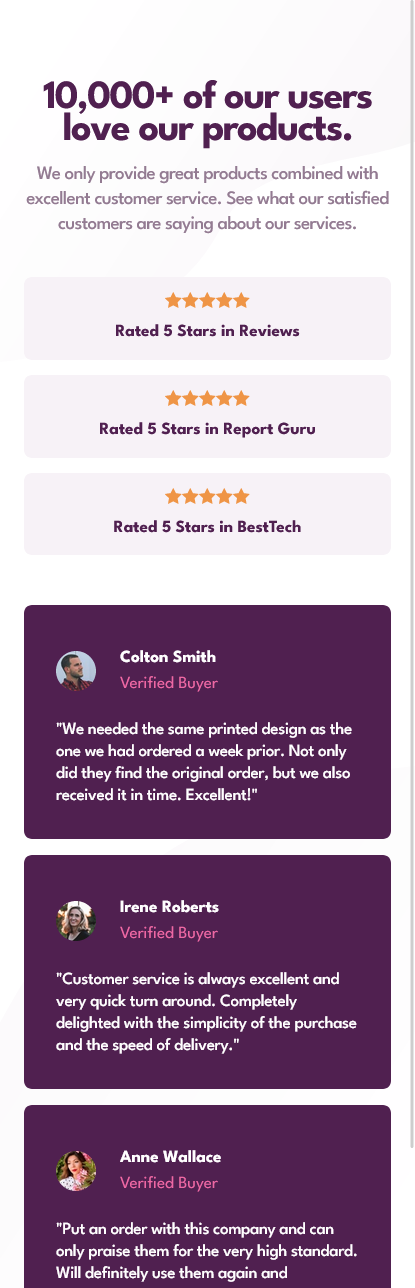 10,000+ of our users
love our products.
We only provide great products combined with
excellent customer service. See what our satisfied
customers are saying about our services.
Rated 5 Stars in Reviews
Rated 5 Stars in Report Guru
Rated 5 Stars in BestTech
Colton Smith
Verified Buyer
"We needed the same printed design as the
one we had ordered a week prior. Not only
did they find the original order, but we also
received it in time. Excellent!"
Irene Roberts
Verified Buyer
"Customer service is always excellent and
very quick turn around. Completely
delighted with the simplicity of the purchase
and the speed of delivery."
Anne Wallace
Verified Buyer
"Put an order with this company and can
only praise them for the very high standard.
Will definitely use them again and